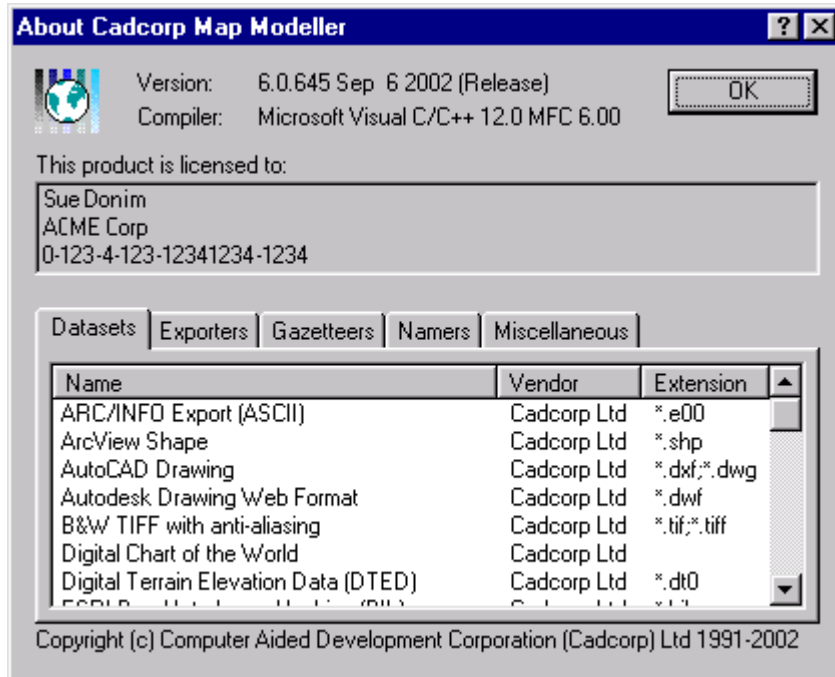 About Cadcorp Map Modeller
Version: 6.0.645 Sep 6 2002 (Release)
OK
Compiler: Microsoft Visual C/C++ 12.0 MFC 6.00
This product is licensed to:
Sue Donim
ACME Corp
0-123-4-123-12341234-1234
Datasets Exporters Gazetteers Namers Miscellaneous
Name Vendor Extension
ARC/INFO Export (ASCII) Cadcorp Ltd *.e00
ArcView Shape Cadcorp Ltd *.shp
AutoCAD Drawing Cadcorp Ltd *.dxf;*.dwg
Autodesk Drawing Web Format Cadcorp Ltd *.dwf
B&W TIFF with anti-aliasing Cadcorp Ltd *.tif;*.tiff
Digital Chart of the World Cadcorp Ltd
Digital Terrain Elevation Data (DTED) Cadcorp Ltd *.dt0
Copyright (c) Computer Aided Development Corporation (Cadcorp) Ltd 1991-2002